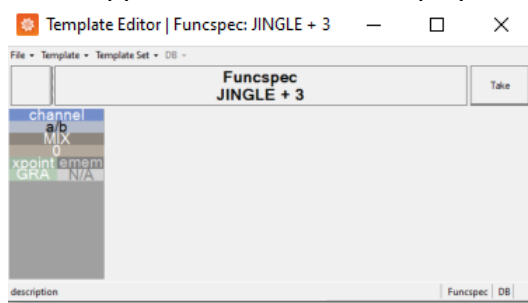 Template Editor | Funcspec: JINGLE + 3
File Template Template Set DB
Funcspec
JINGLE + 3
Take
channel
a/b
MIX
0
xpoint emem
GRA N/A
description Funcspec DB